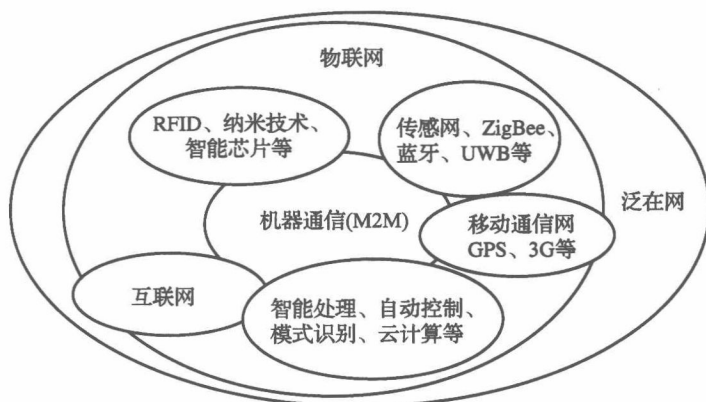 物联网
RFID、纳米技术、
智能芯片等
传感网、ZigBee、
蓝牙、UWB等
泛在网
机器通信(M2M)
移动通信网
GPS、3G等
互联网
智能处理、自动控制、
模式识别、云计算等